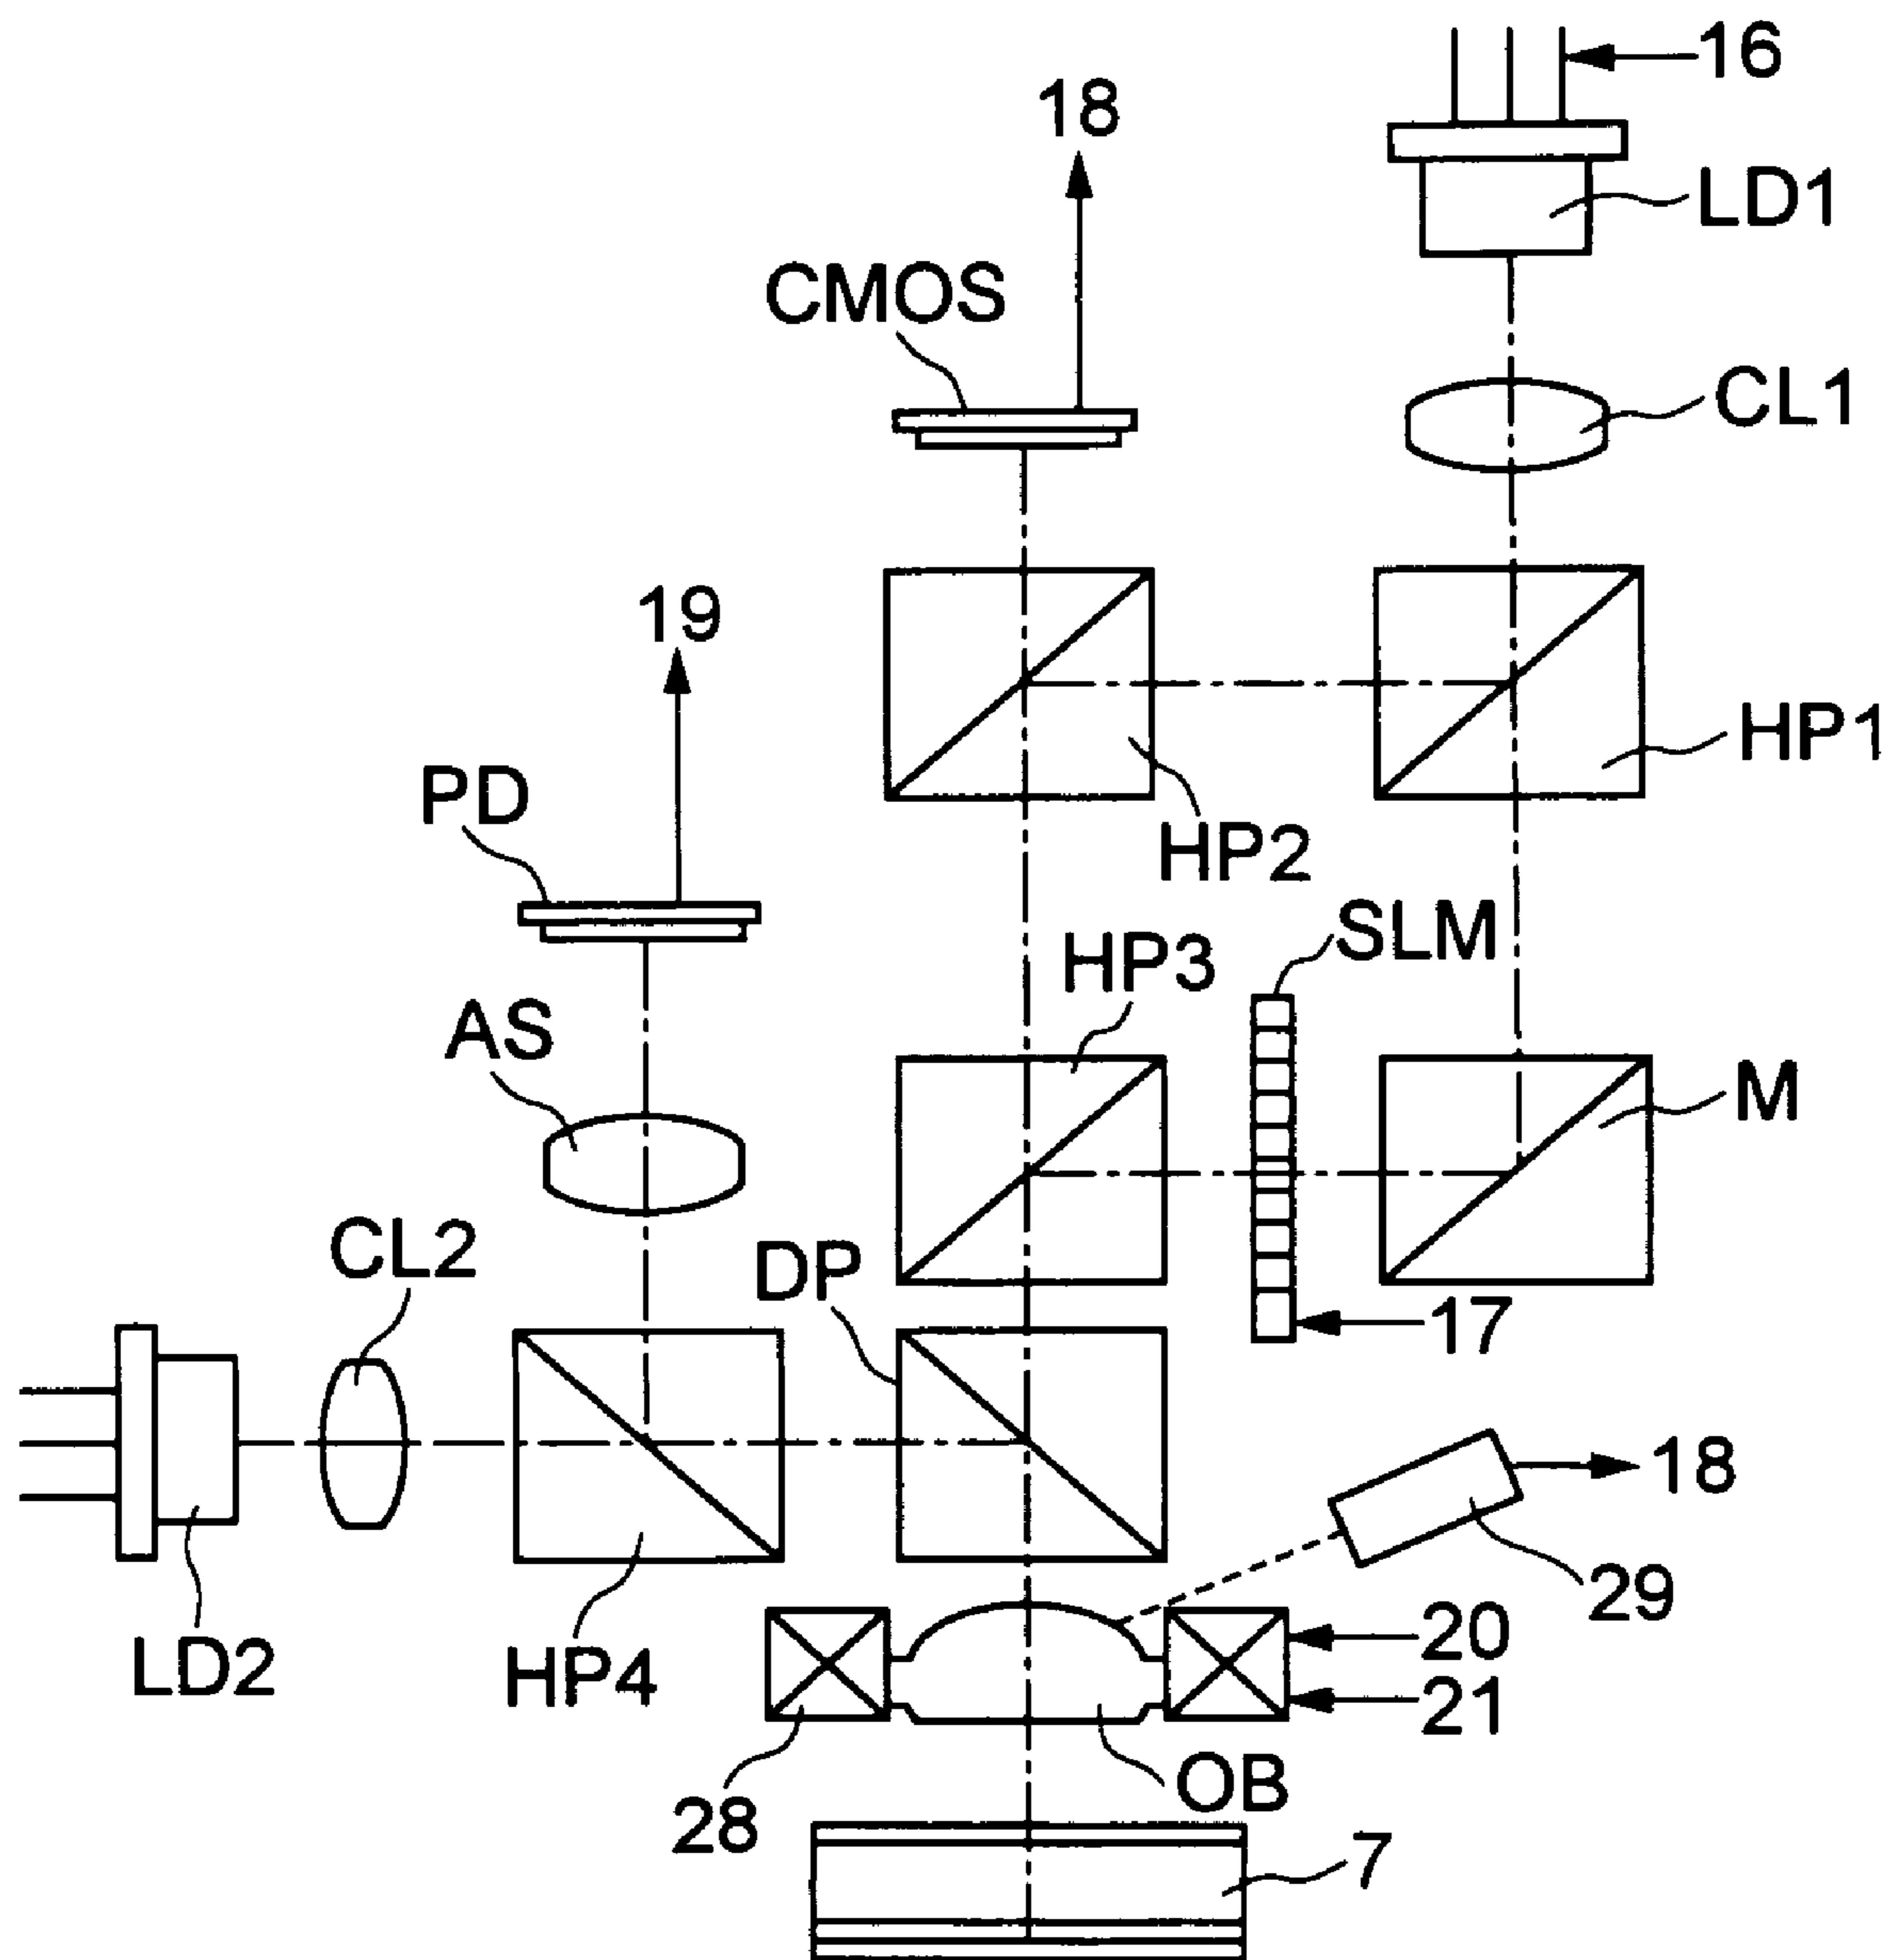 16
18
LD1
CMOS
CL1
19
HP1
PD
HP2
SLM
HP3
AS
M
CL2
DP
17
18
29
20
LD2
HP4
21
OB
28
7